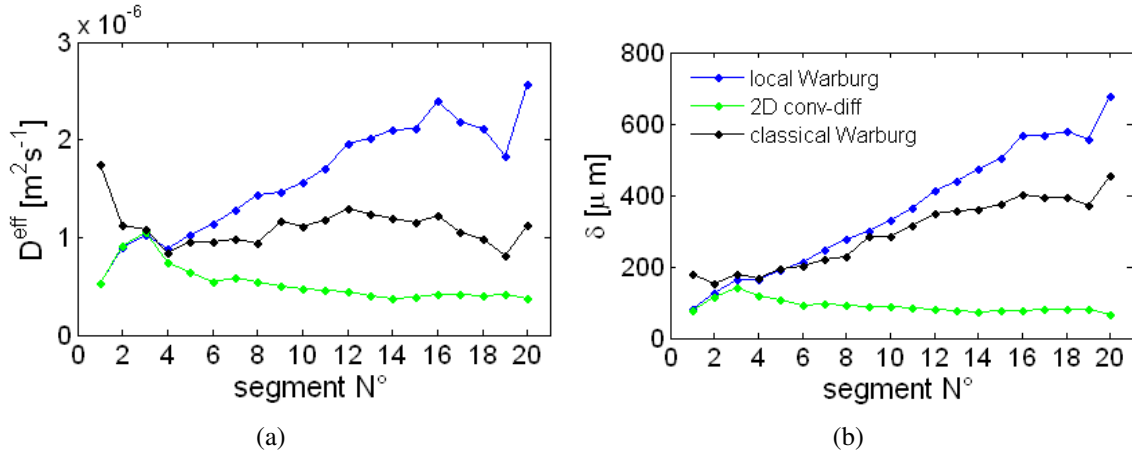 × 10⁻⁶
3
2
1
0
D^eff [m²s⁻¹]
0 2 4 6 8 10 12 14 16 18 20
segment N°
(a)
800
600
400
200
0
δ [μ m]
local Warburg
2D conv-diff
classical Warburg
0 2 4 6 8 10 12 14 16 18 20
segment N°
(b)